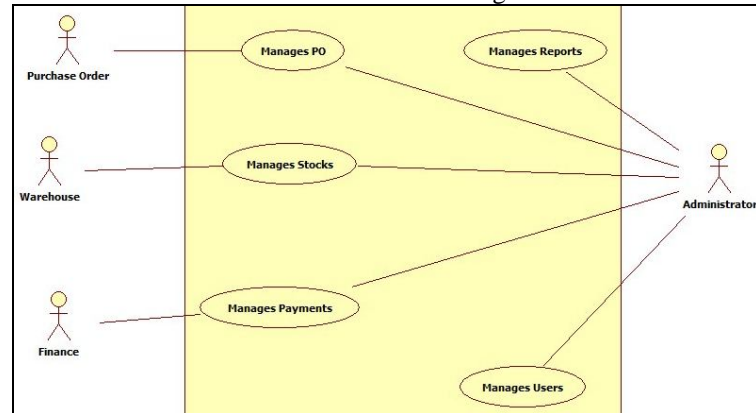 Manages PO
Manages Reports
Purchase Order
Manages Stocks
Warehouse
Administrator
Manages Payments
Finance
Manages Users